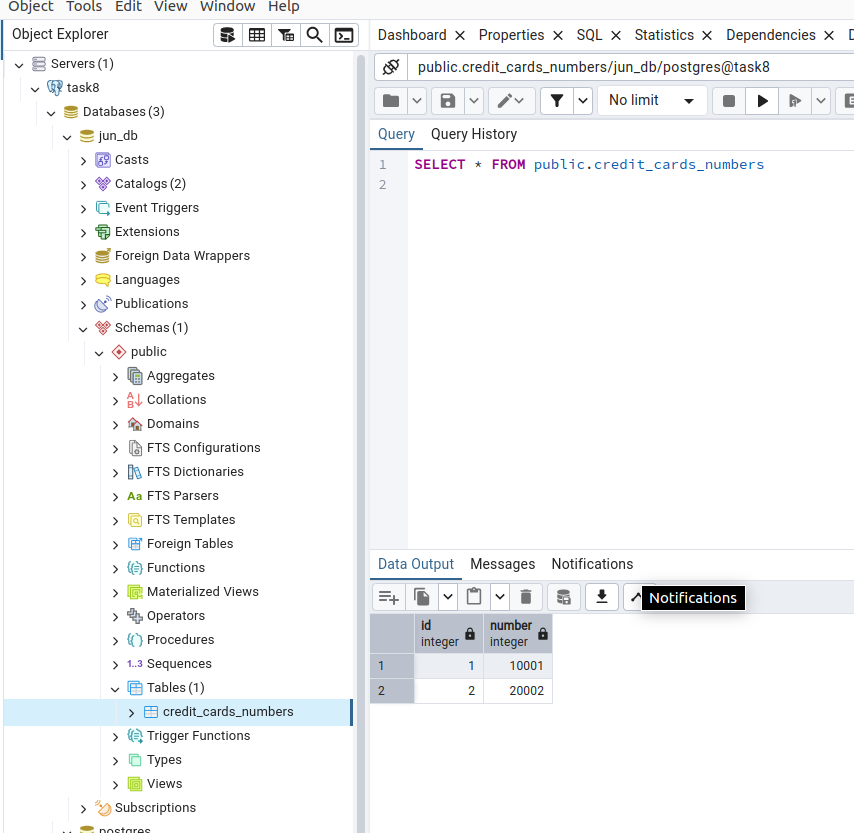 Object Tools Edit View Window Help
Object Explorer
Servers (1)
task8
Databases (3)
jun_db
Casts
Catalogs (2)
Event Triggers
Extensions
Foreign Data Wrappers
Languages
Publications
Schemas (1)
public
Aggregates
Collations
Domains
FTS Configurations
FTS Dictionaries
Aa FTS Parsers
FTS Templates
Foreign Tables
Functions
Materialized Views
Operators
Procedures
1..3 Sequences
Tables (1)
credit_cards_numbers
Trigger Functions
Types
Views
Subscriptions
postgres
Dashboard Properties SQL Statistics Dependencies
public.credit_cards_numbers/jun_db/postgres@task8
No limit
Query Query History
1 SELECT * FROM public.credit_cards_numbers
2
Data Output Messages Notifications
Notifications
id number
integer integer
1 1 10001
2 2 20002